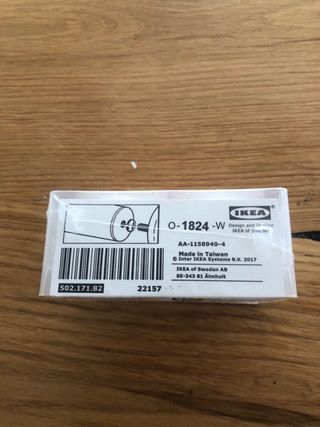 O-1824-W
IKEA
Design and Quality
IKEA of Sweden
AA-1158940-4
Made in Taiwan
© Inter IKEA Systems B.V. 2017
IKEA of Sweden AB
SE-343 81 Älmhult
502.171.82
22157